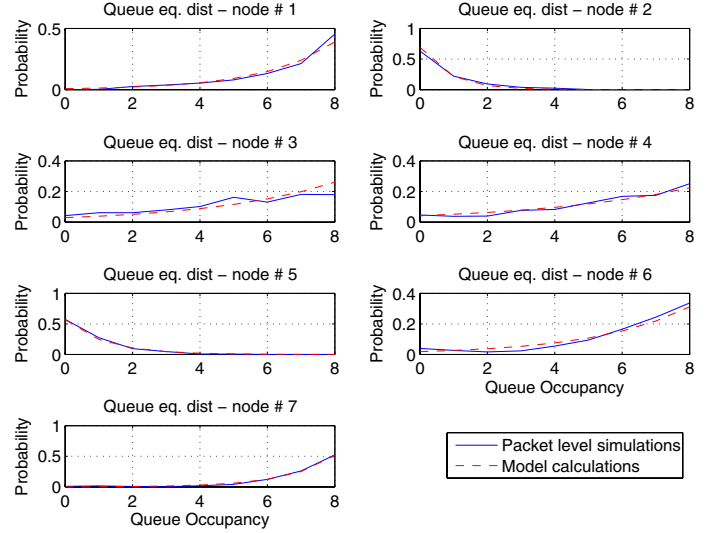 Queue eq. dist − node # 1
Probability
0.5
0
0 2 4 6 8
Queue eq. dist − node # 2
Probability
1
0.5
0
0 2 4 6 8
Queue eq. dist − node # 3
Probability
0.4
0.2
0
0 2 4 6 8
Queue eq. dist − node # 4
Probability
0.4
0.2
0
0 2 4 6 8
Queue eq. dist − node # 5
Probability
1
0.5
0
0 2 4 6 8
Queue eq. dist − node # 6
Probability
0.4
0.2
0
0 2 4 6 8
Queue Occupancy
Queue eq. dist − node # 7
Probability
1
0.5
0
0 2 4 6 8
Queue Occupancy
Packet level simulations
Model calculations